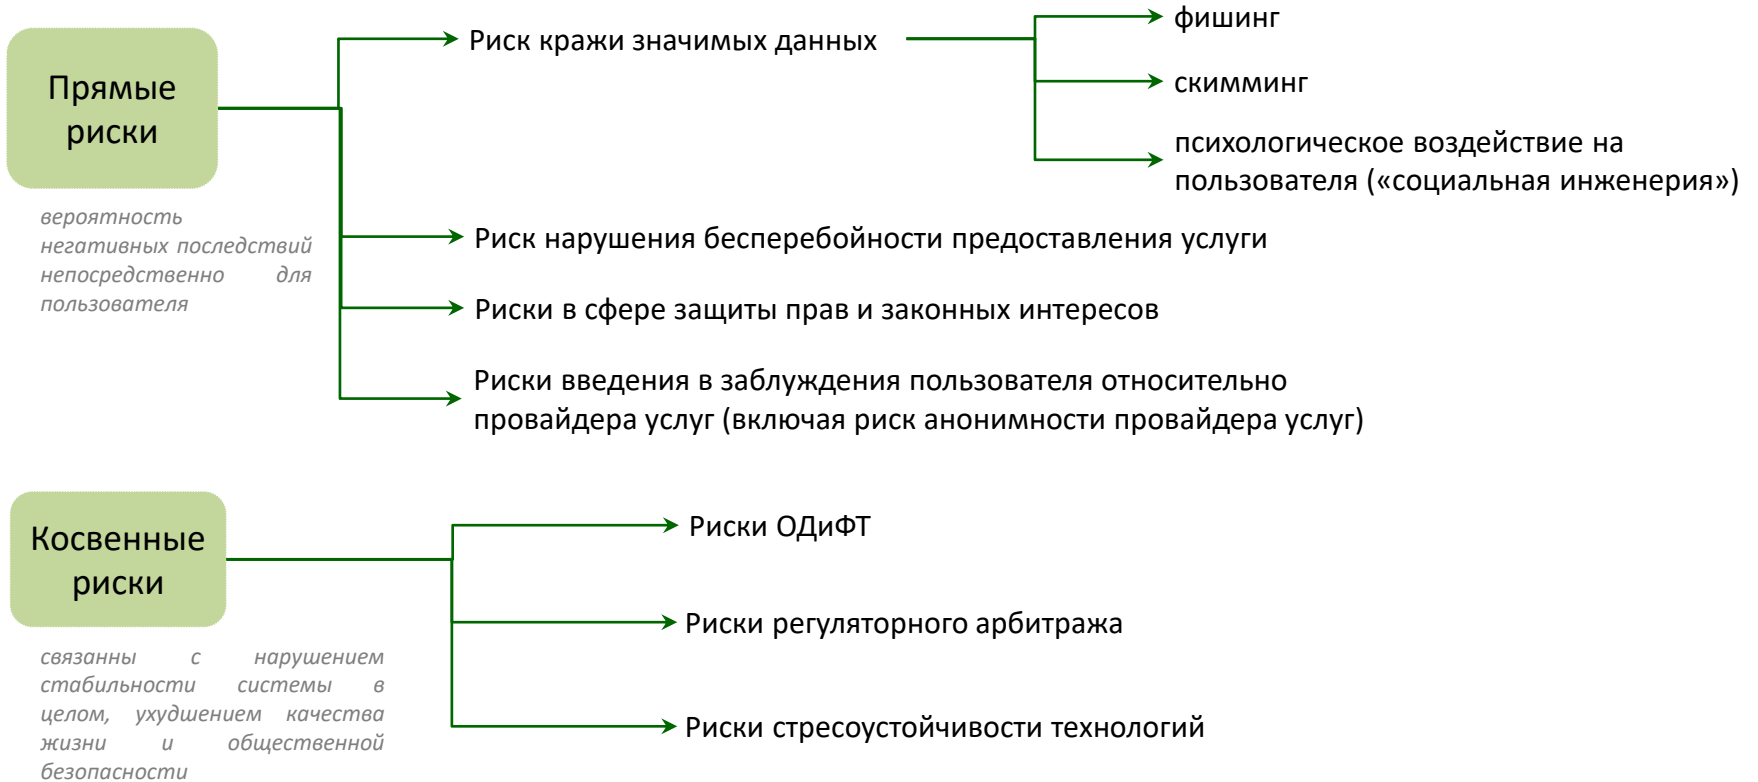 Прямые
риски
вероятность
негативных последствий
непосредственно для
пользователя
Риск кражи значимых данных
фишинг
скимминг
психологическое воздействие на
пользователя («социальная инженерия»)
Риск нарушения бесперебойности предоставления услуги
Риски в сфере защиты прав и законных интересов
Риски введения в заблуждения пользователя относительно
провайдера услуг (включая риск анонимности провайдера услуг)
Косвенные
риски
связанны с нарушением
стабильности системы в
целом, ухудшением качества
жизни и общественной
безопасности
Риски ОДиФТ
Риски регуляторного арбитража
Риски стресоустойчивости технологий